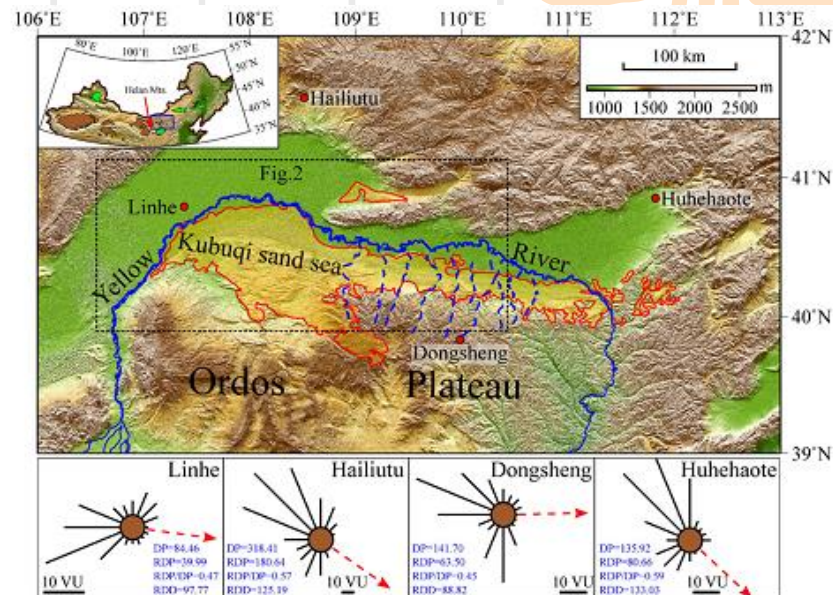 106°E 107°E 108°E 109°E 110°E 111°E 112°E 113°E
42°N
80°E 100°E 120°E 55°N
50°N
45°N
40°N
35°N
Helan Mts.
100 km
m
1000 1500 2000 2500
Hailiutu
41°N
Fig.2
Linhe
Huhehaote
Kubuqi sand sea
Yellow
River
40°N
Dongsheng
Ordos Plateau
39°N
Linhe
DP=84.46
RDP=39.99
RDP/DP=0.47
RDD=97.77
10 VU
Hailiutu
DP=318.41
RDP=180.64
RDP/DP=0.57
RDD=125.19
10 VU
Dongsheng
DP=141.70
RDP=63.50
RDP/DP=0.45
RDD=88.82
10 VU
Huhehaote
DP=135.92
RDP=80.66
RDP/DP=0.59
RDD=133.03
10 VU